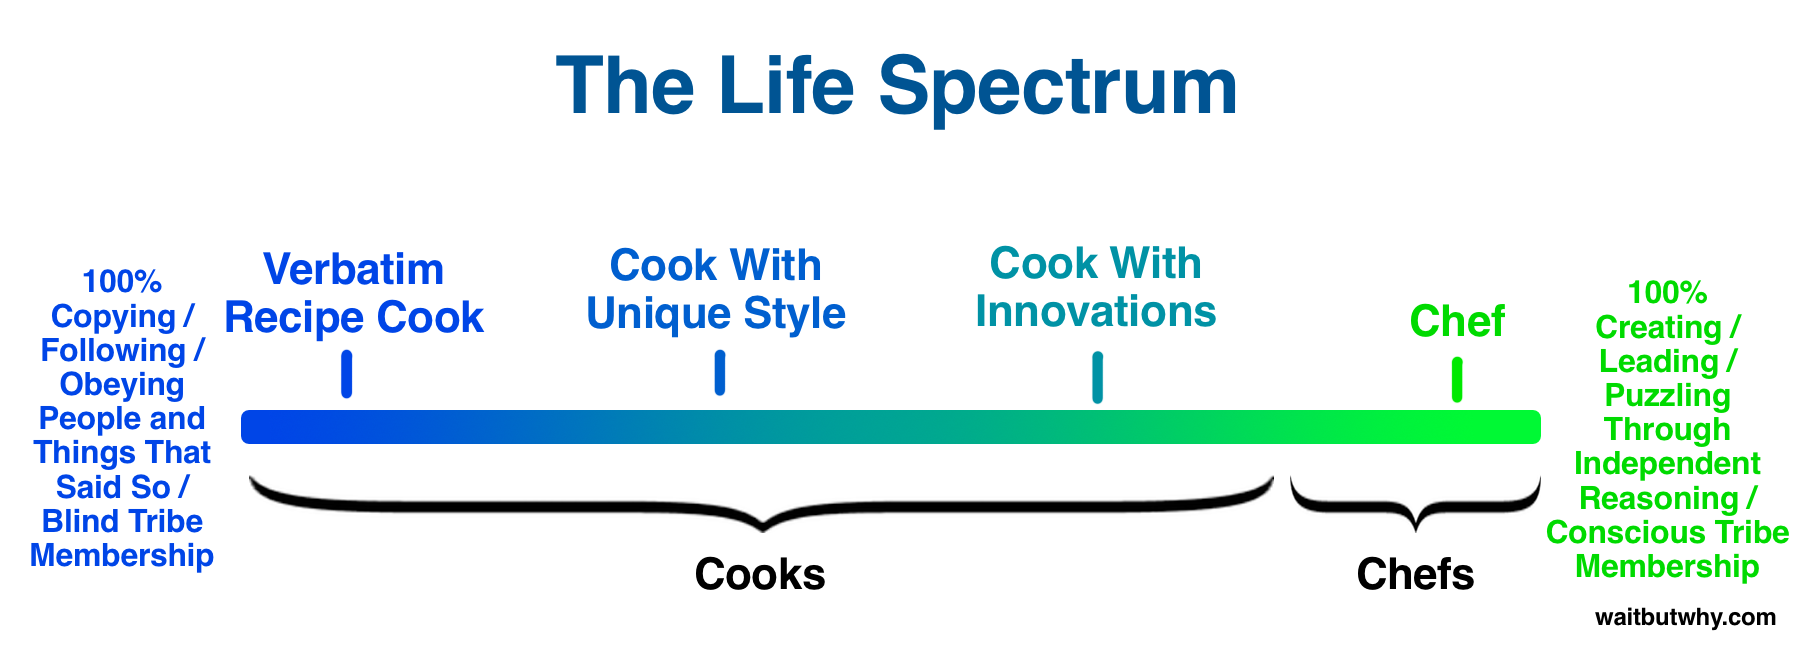 The Life Spectrum
100%
Copying /
Following /
Obeying
People and
Things That
Said So /
Blind Tribe
Membership
Verbatim
Recipe Cook
Cook With
Unique Style
Cook With
Innovations
Chef
100%
Creating /
Leading /
Puzzling
Through
Independent
Reasoning /
Conscious Tribe
Membership
Cooks
Chefs
waitbutwhy.com